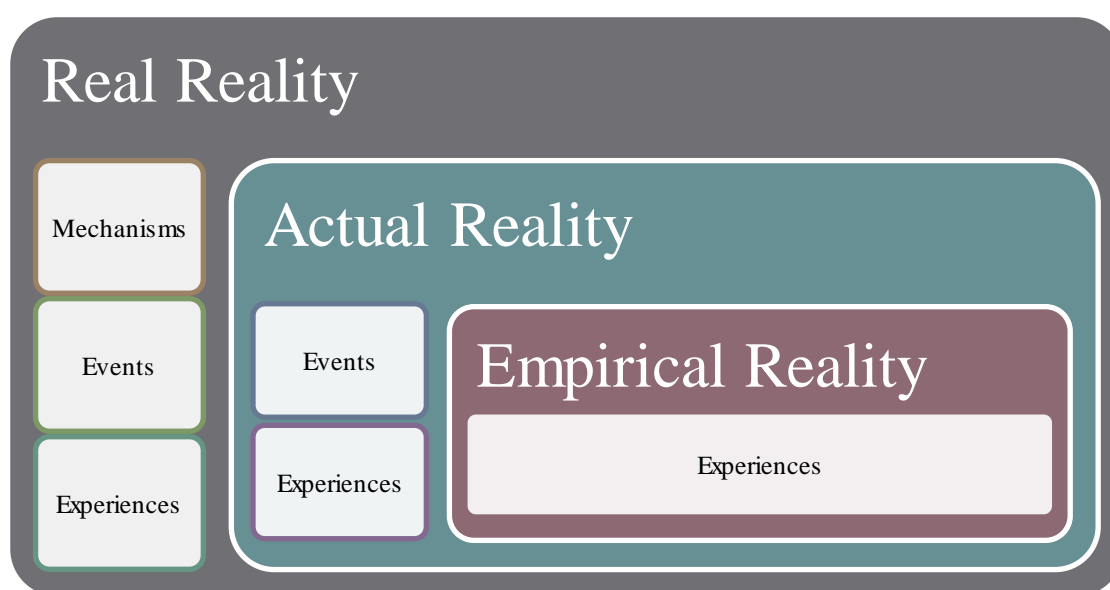 Real Reality
Mechanisms
Events
Experiences
Actual Reality
Events
Experiences
Empirical Reality
Experiences